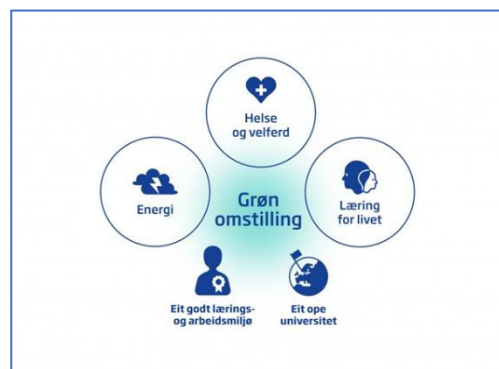 Helse
og velferd
Energi
Grøn
omstilling
Læring
for livet
Eit godt lærings-
og arbeidsmiljø
Eit ope
universitet